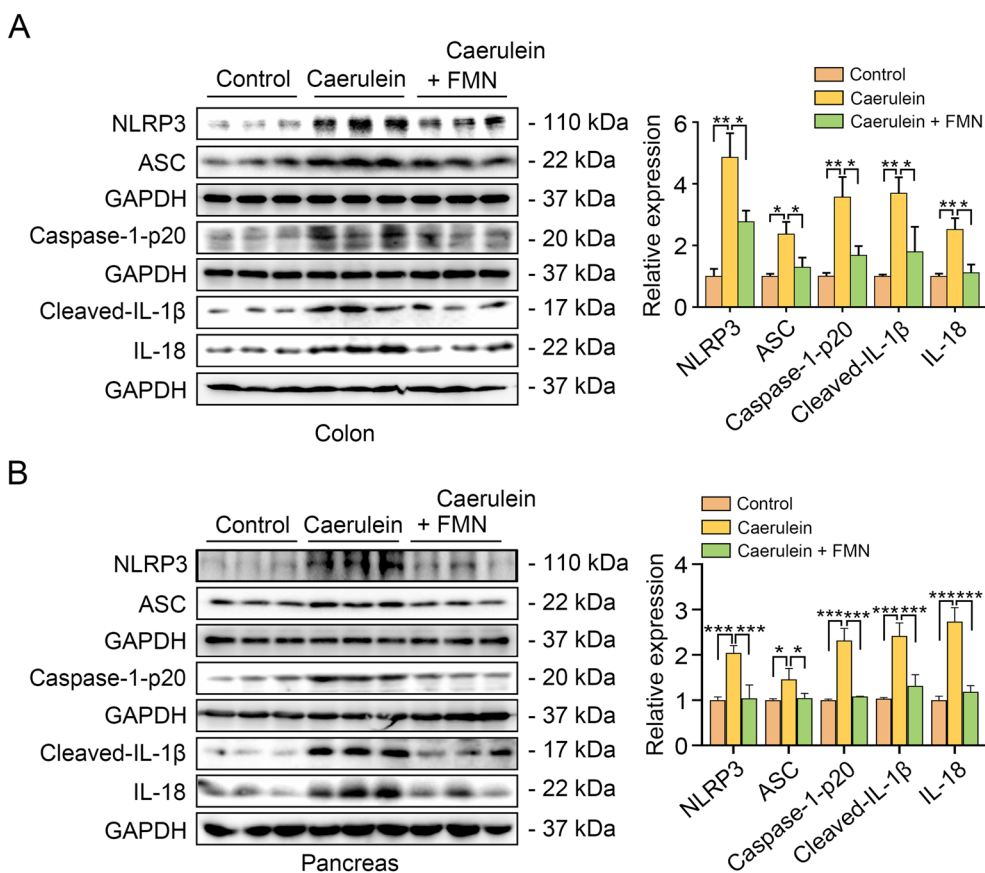 A
Control Caerulein Caerulein
+ FMN
NLRP3 - 110 kDa
ASC - 22 kDa
GAPDH - 37 kDa
Caspase-1-p20 - 20 kDa
GAPDH - 37 kDa
Cleaved-IL-1β - 17 kDa
IL-18 - 22 kDa
GAPDH - 37 kDa
Colon
Control
Caerulein
Caerulein + FMN
Relative expression
6
4
2
0
** *
* *
** *
** *
** *
NLRP3
ASC
Caspase-1-p20
Cleaved-IL-1β
IL-18
B
Control Caerulein Caerulein
+ FMN
NLRP3 - 110 kDa
ASC - 22 kDa
GAPDH - 37 kDa
Caspase-1-p20 - 20 kDa
GAPDH - 37 kDa
Cleaved-IL-1β - 17 kDa
IL-18 - 22 kDa
GAPDH - 37 kDa
Pancreas
Control
Caerulein
Caerulein + FMN
Relative expression
4
3
2
1
0
*** ***
* *
*** ***
*** ***
*** ***
NLRP3
ASC
Caspase-1-p20
Cleaved-IL-1β
IL-18